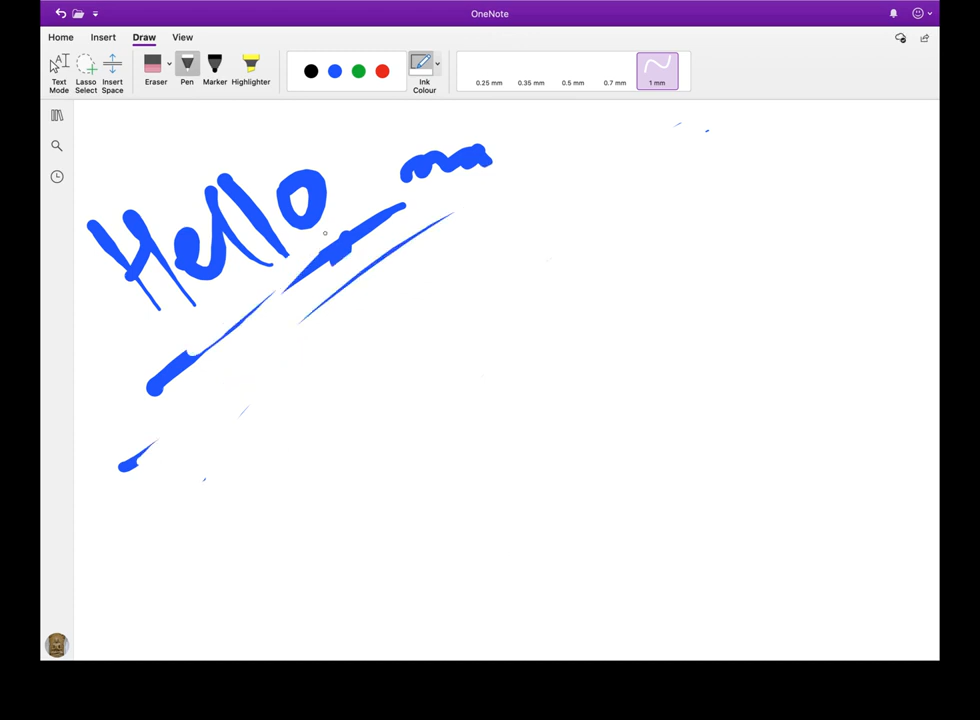 OneNote
Home Insert Draw View
Text Mode
Lasso Select
Insert Space
Eraser
Pen
Marker
Highlighter
Ink Colour
0.25 mm
0.35 mm
0.5 mm
0.7 mm
1 mm
Hello